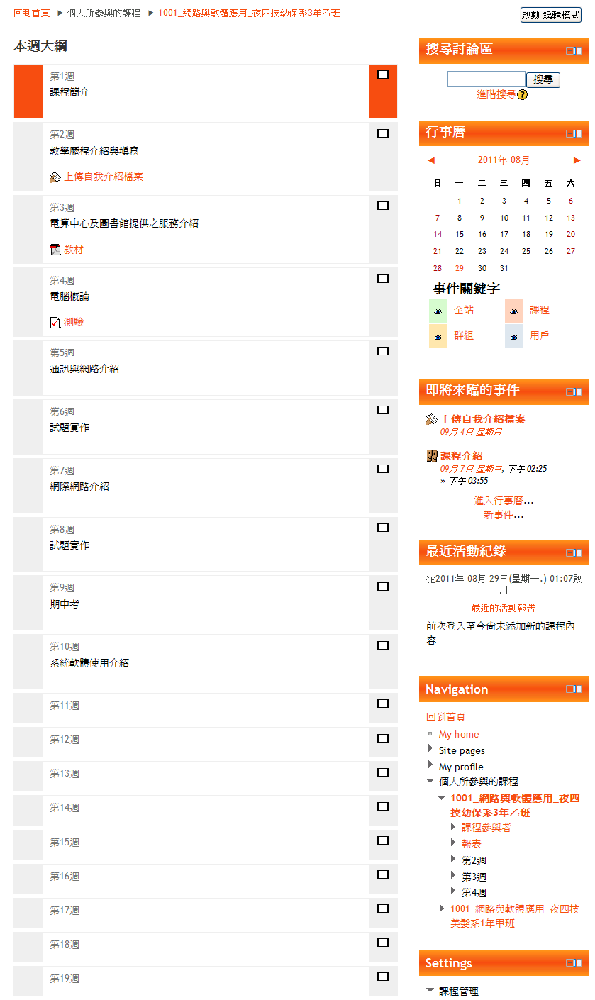 回到首頁 ► 個人所參與的課程 ► 1001_網路與軟體應用_夜四技幼保系3年乙班
啟動 編輯模式
本週大綱
第1週
課程簡介
第2週
教學歷程介紹與填寫
上傳自我介紹檔案
第3週
電算中心及圖書館提供之服務介紹
教材
第4週
電腦概論
測驗
第5週
通訊與網路介紹
第6週
試題實作
第7週
網際網路介紹
第8週
試題實作
第9週
期中考
第10週
系統軟體使用介紹
第11週
第12週
第13週
第14週
第15週
第16週
第17週
第18週
第19週
搜尋討論區
搜尋
進階搜尋?
行事曆
◄ 2011年 08月 ►
日 一 二 三 四 五 六
1 2 3 4 5 6
7 8 9 10 11 12 13
14 15 16 17 18 19 20
21 22 23 24 25 26 27
28 29 30 31
事件關鍵字
全站 課程
群組 用戶
即將來臨的事件
上傳自我介紹檔案
09月 4日 星期日
課程介紹
09月 7日 星期三, 下午 02:25
» 下午 03:55
進入行事曆...
新事件...
最近活動紀錄
從2011年 08月 29日(星期一.) 01:07啟
用
最近的活動報告
前次登入至今尚未添加新的課程內
容
Navigation
回到首頁
My home
Site pages
My profile
個人所參與的課程
1001_網路與軟體應用_夜四
技幼保系3年乙班
課程參與者
報表
第2週
第3週
第4週
1001_網路與軟體應用_夜四技
美髮系1年甲班
Settings
課程管理